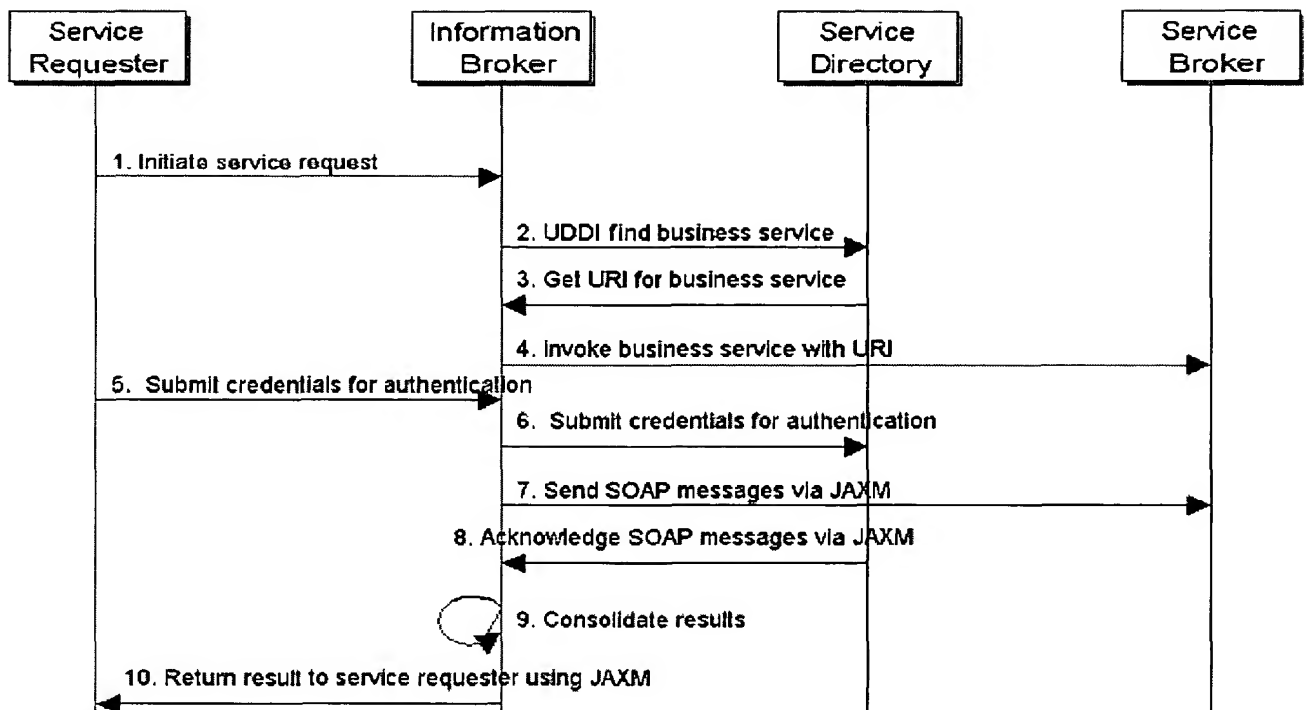 Service
Requester
Information
Broker
Service
Directory
Service
Broker
1. Initiate service request
2. UDDI find business service
3. Get URI for business service
4. Invoke business service with URI
5. Submit credentials for authentication
6. Submit credentials for authentication
7. Send SOAP messages via JAXM
8. Acknowledge SOAP messages via JAXM
9. Consolidate results
10. Return result to service requester using JAXM